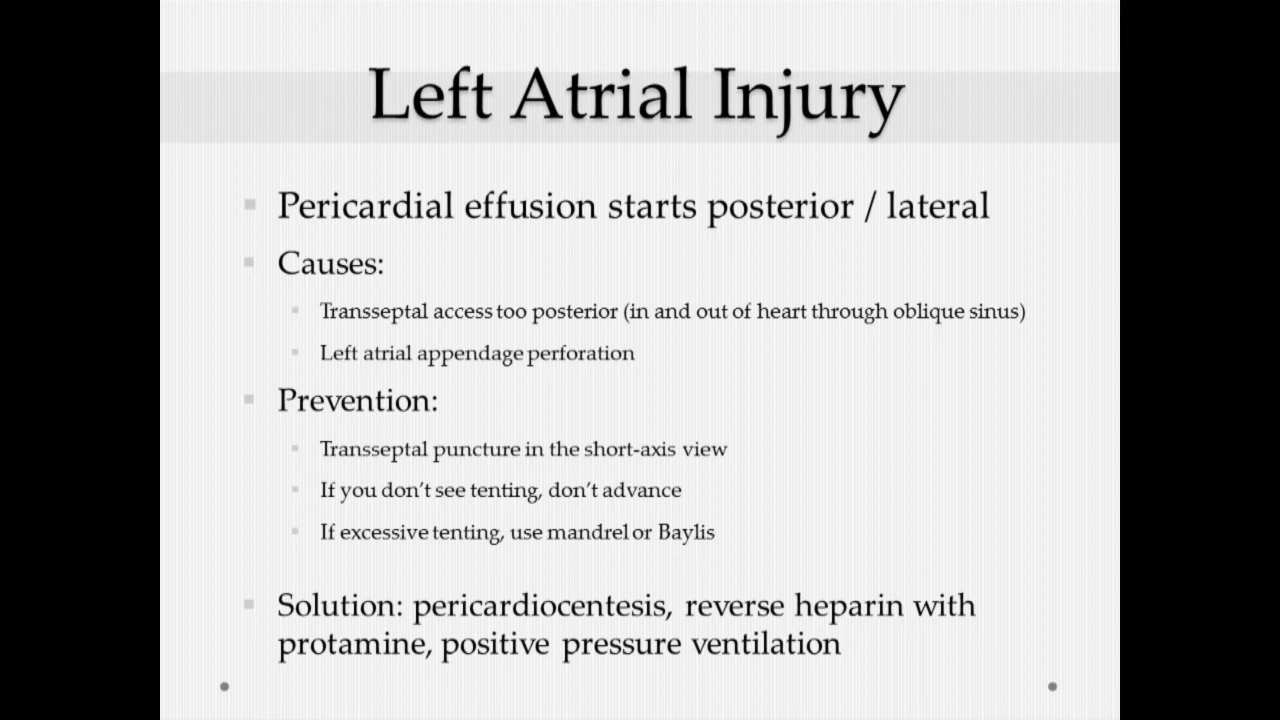 Left Atrial Injury
Pericardial effusion starts posterior / lateral
Causes:
Transseptal access too posterior (in and out of heart through oblique sinus)
Left atrial appendage perforation
Prevention:
Transseptal puncture in the short-axis view
If you don't see tenting, don't advance
If excessive tenting, use mandrel or Baylis
Solution: pericardiocentesis, reverse heparin with
protamine, positive pressure ventilation